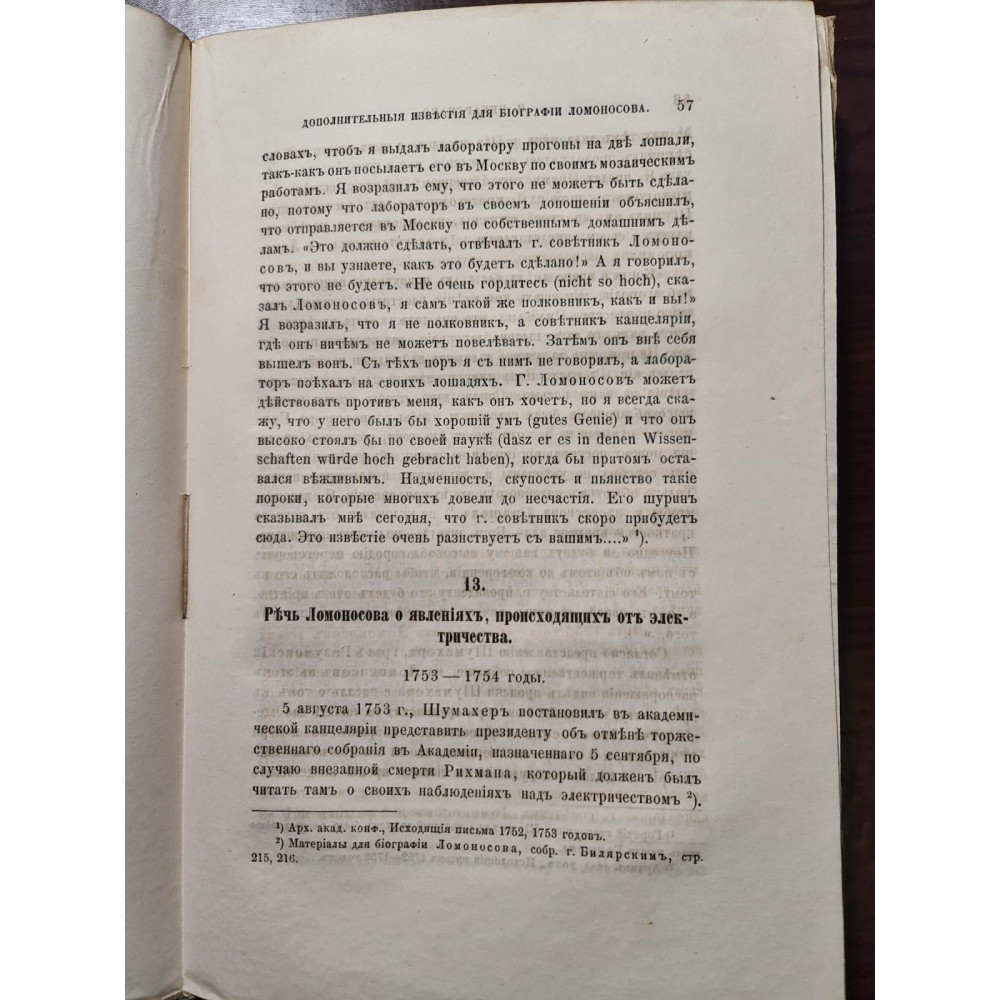 ДОПОЛНИТЕЛЬНЫЯ ИЗВѢСТІЯ ДЛЯ БІОГРАФІИ ЛОМОНОСОВА. 57
словахъ, чтобъ я выдалъ лаборатору прогоны на двѣ лошади,
такъ-какъ онъ посылаетъ его въ Москву по своимъ мозаическимъ
работамъ. Я возразилъ ему, что этого не можетъ быть сдѣла-
но, потому что лабораторъ въ своемъ доношеніи объяснилъ,
что отправляется въ Москву по собственнымъ домашнимъ дѣ-
ламъ. «Это должно сдѣлать, отвѣчалъ г. совѣтникъ Ломоно-
совъ, и вы узнаете, какъ это будетъ сдѣлано!» А я говорилъ,
что этого не будетъ. «Не очень гордитесь (nicht so hoch), ска-
залъ Ломоносовъ, я самъ такой же полковникъ, какъ и вы!»
Я возразилъ, что я не полковникъ, а совѣтникъ канцеляріи,
гдѣ онъ ничѣмъ не можетъ повелѣвать. Затѣмъ онъ внѣ себя
вышелъ вонъ. Съ тѣхъ поръ я съ нимъ не говорилъ, а лабора-
торъ поѣхалъ на своихъ лошадяхъ. Г. Ломоносовъ можетъ
дѣйствовать противъ меня, какъ онъ хочетъ, но я всегда ска-
жу, что у него былъ бы хорошій умъ (gutes Genie) и что онъ
высоко стоялъ бы по своей наукѣ (dasz er es in denen Wissen-
schaften würde hoch gebracht haben), когда бы притомъ оста-
вался вѣжливымъ. Надменность, скупость и пьянство такіе
пороки, которые многихъ довели до несчастія. Его шуринъ
сказывалъ мнѣ сегодня, что г. совѣтникъ скоро прибудетъ
сюда. Это извѣстіе очень разнствуетъ съ вашимъ....» ¹).
13.
Рѣчь Ломоносова о явленіяхъ, происходящихъ отъ элек-
тричества.
1753 — 1754 годы.
5 августа 1753 г., Шумахеръ постановилъ въ академи-
ческой канцеляріи представить президенту объ отмѣнѣ торже-
ственнаго собранія въ Академіи, назначеннаго 5 сентября, по
случаю внезапной смерти Рихмана, который долженъ былъ
читать тамъ о своихъ наблюденіяхъ надъ электричествомъ ²).
¹) Арх. акад. конф., Исходящія письма 1752, 1753 годовъ.
²) Матеріалы для біографіи Ломоносова, собр. г. Билярскимъ, стр.
215, 216.